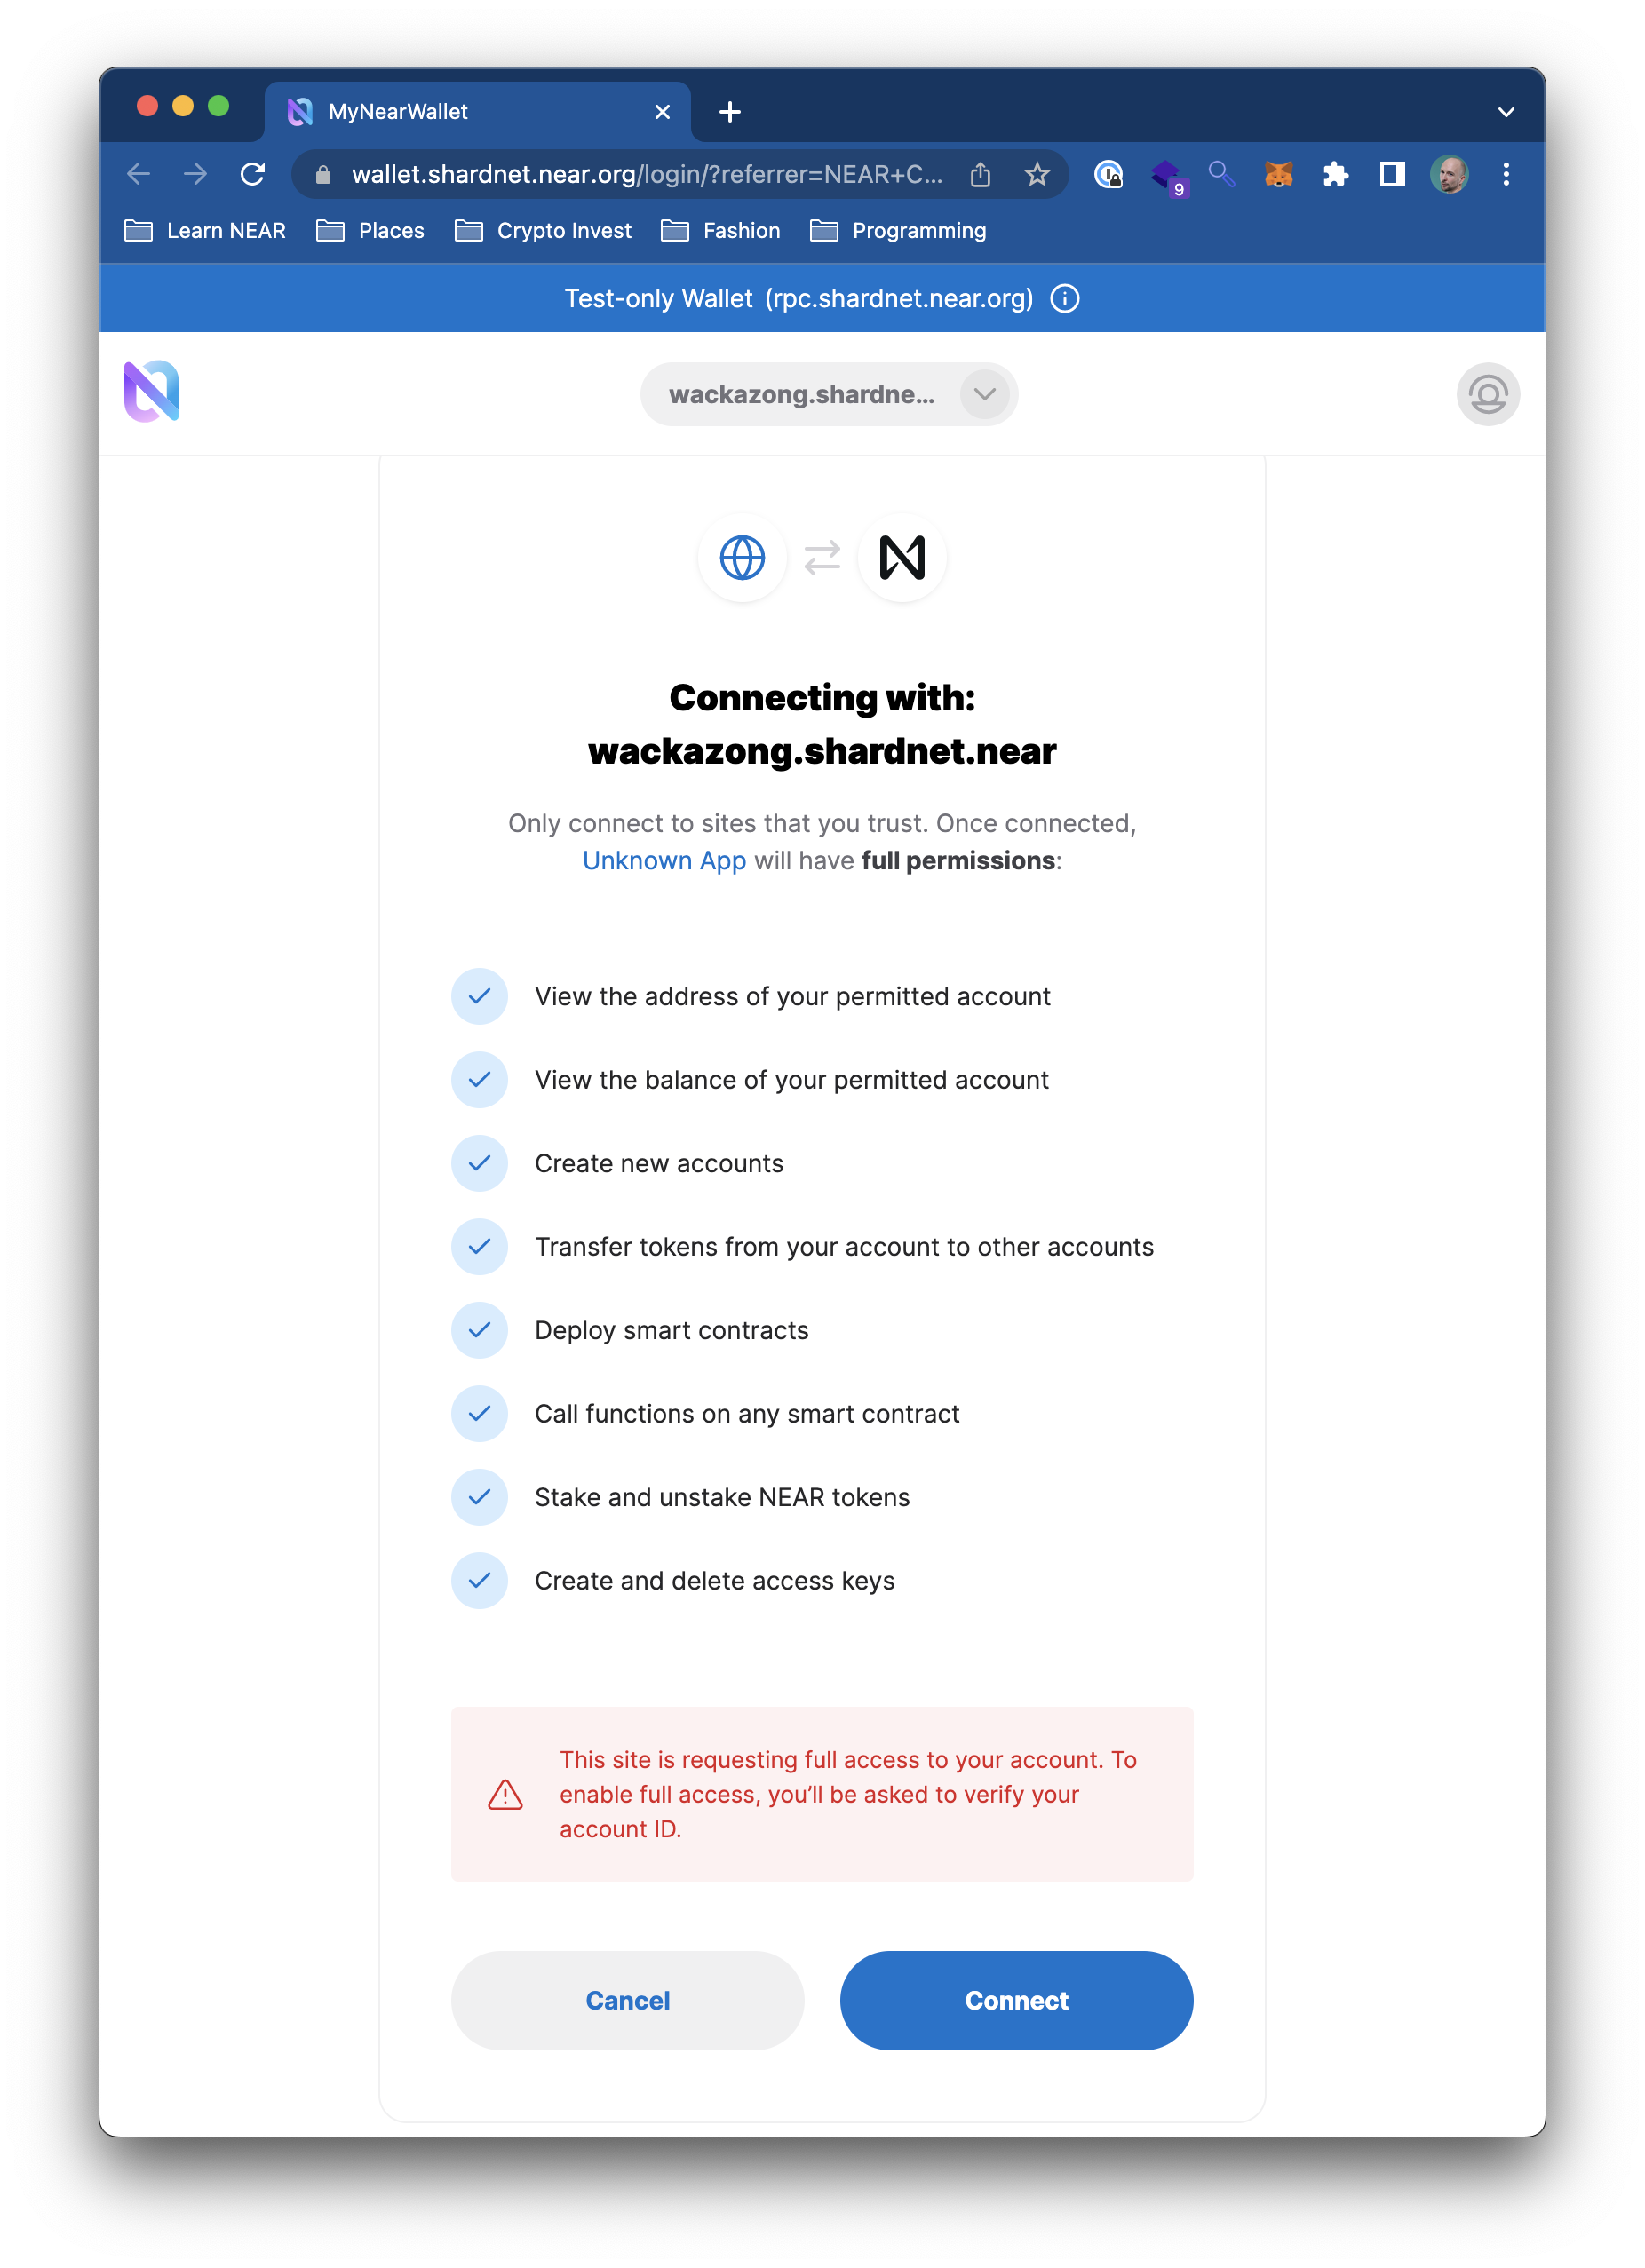 MyNearWallet
wallet.shardnet.near.org/login/?referrer=NEAR+C...
9
Learn NEAR Places Crypto Invest Fashion Programming
Test-only Wallet (rpc.shardnet.near.org)
wackazong.shardne...
Connecting with:
wackazong.shardnet.near
Only connect to sites that you trust. Once connected,
Unknown App will have full permissions:
View the address of your permitted account
View the balance of your permitted account
Create new accounts
Transfer tokens from your account to other accounts
Deploy smart contracts
Call functions on any smart contract
Stake and unstake NEAR tokens
Create and delete access keys
This site is requesting full access to your account. To
enable full access, you’ll be asked to verify your
account ID.
Cancel Connect